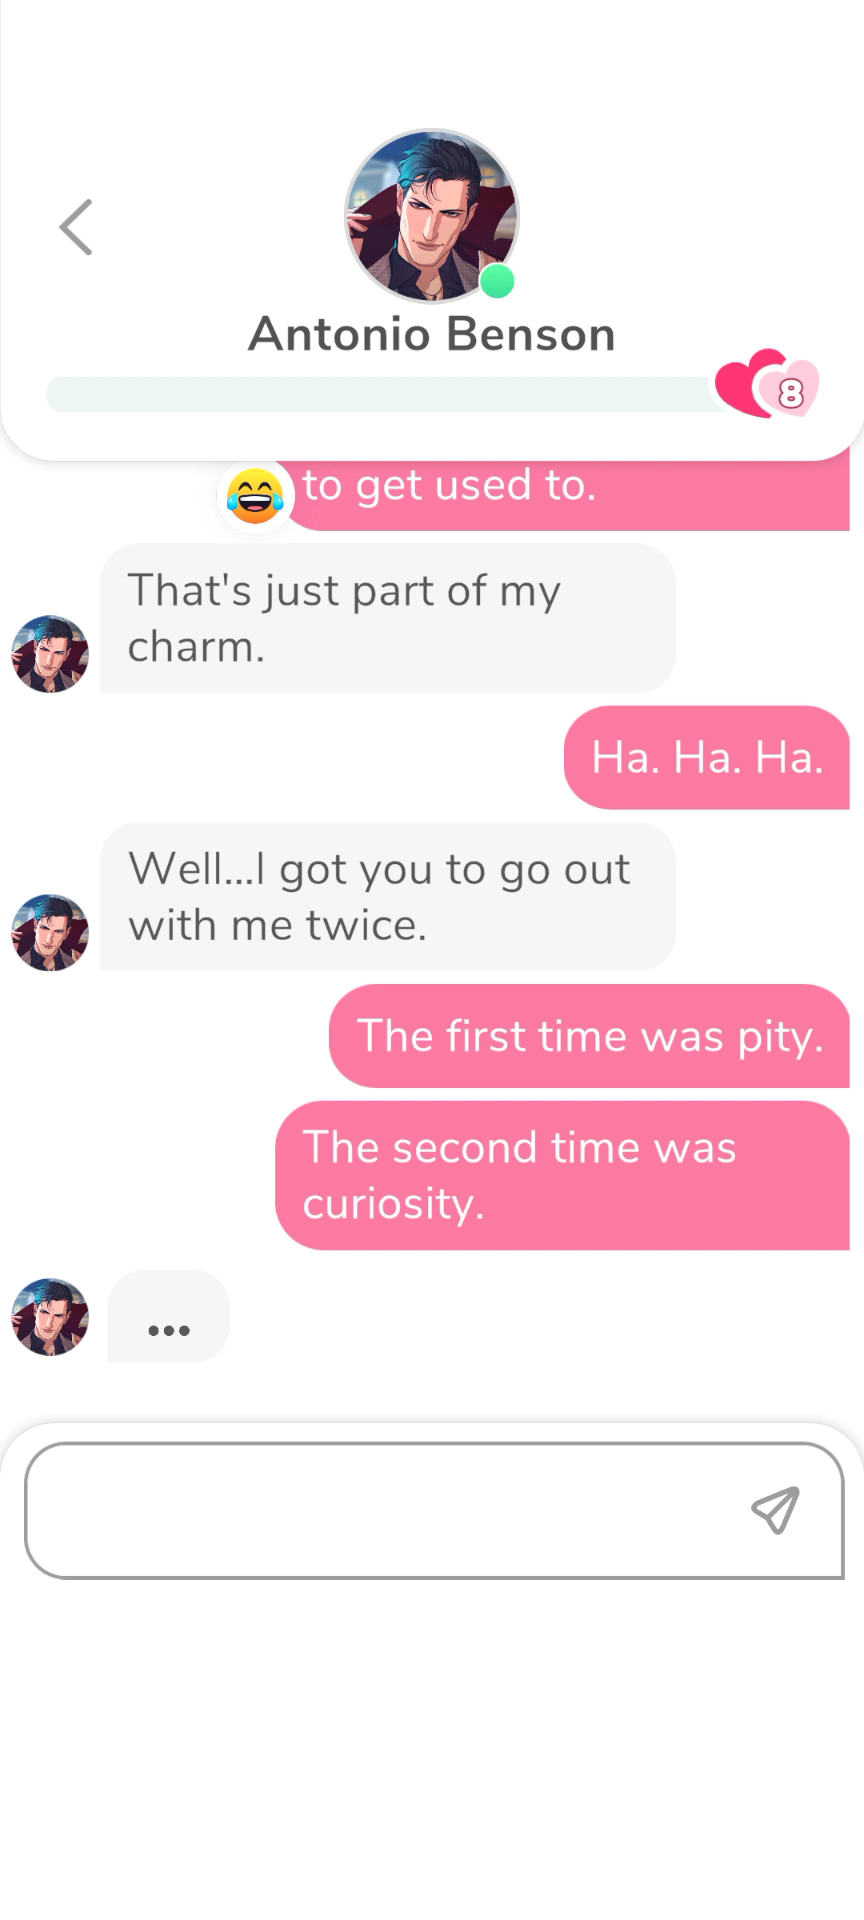 Antonio Benson
8
to get used to.
That's just part of my
charm.
Ha. Ha. Ha.
Well...I got you to go out
with me twice.
The first time was pity.
The second time was
curiosity.
...